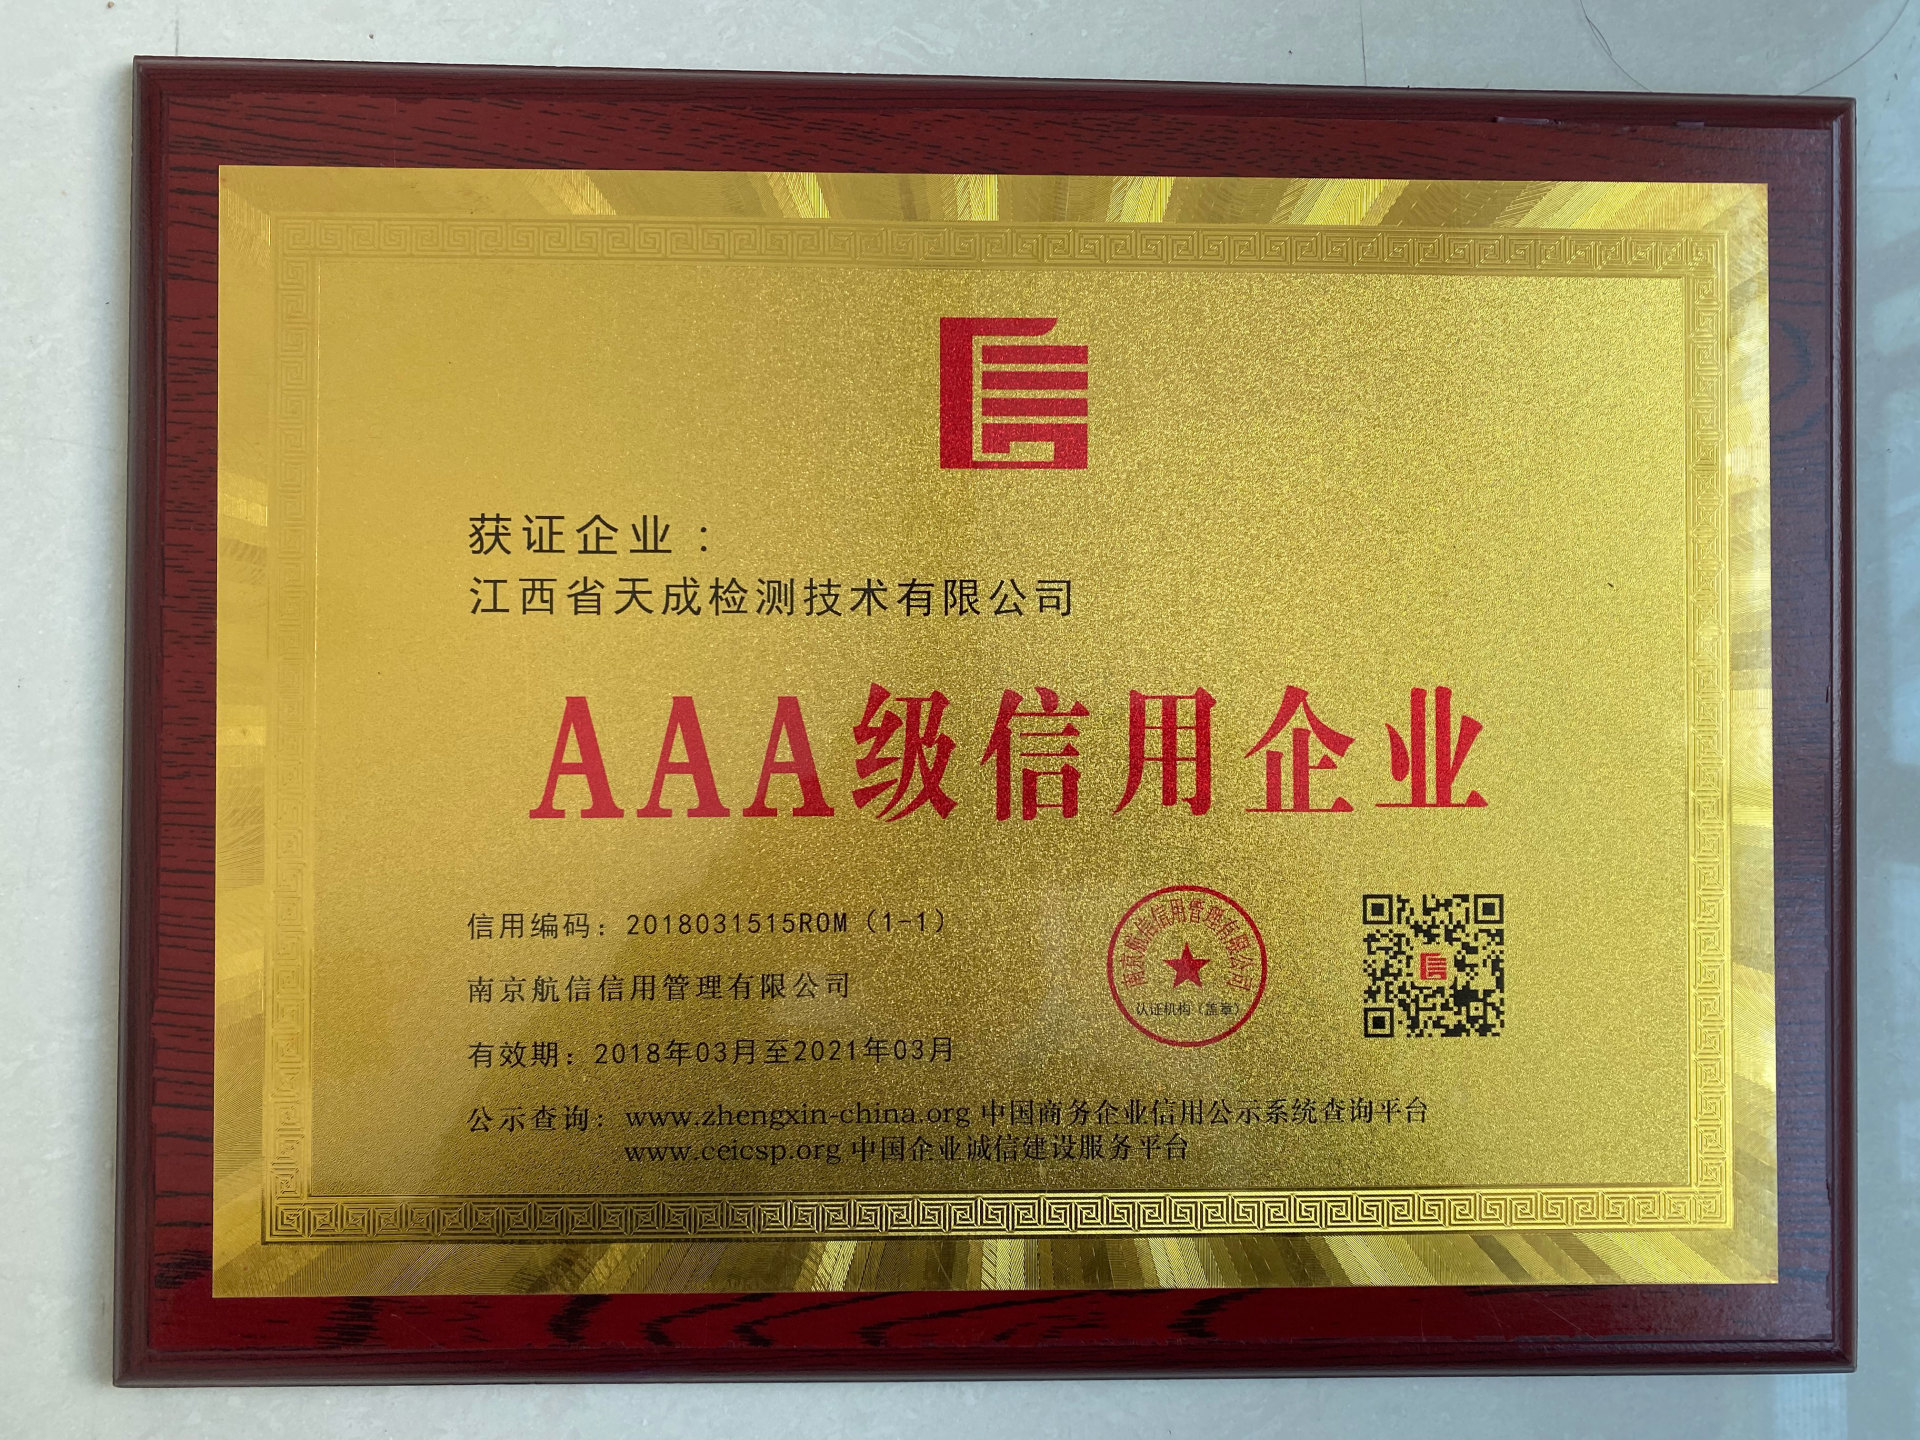 获证企业：
江西省天成检测技术有限公司
AAA级信用企业
信用编码：2018031515ROM（1-1）
南京航信信用管理有限公司
有效期：2018年03月至2021年03月
公示查询：www.zhengxin-china.org 中国商务企业信用公示系统查询平台
www.ceicsp.org 中国企业诚信建设服务平台
南京航信信用管理有限公司
认证机构（盖章）